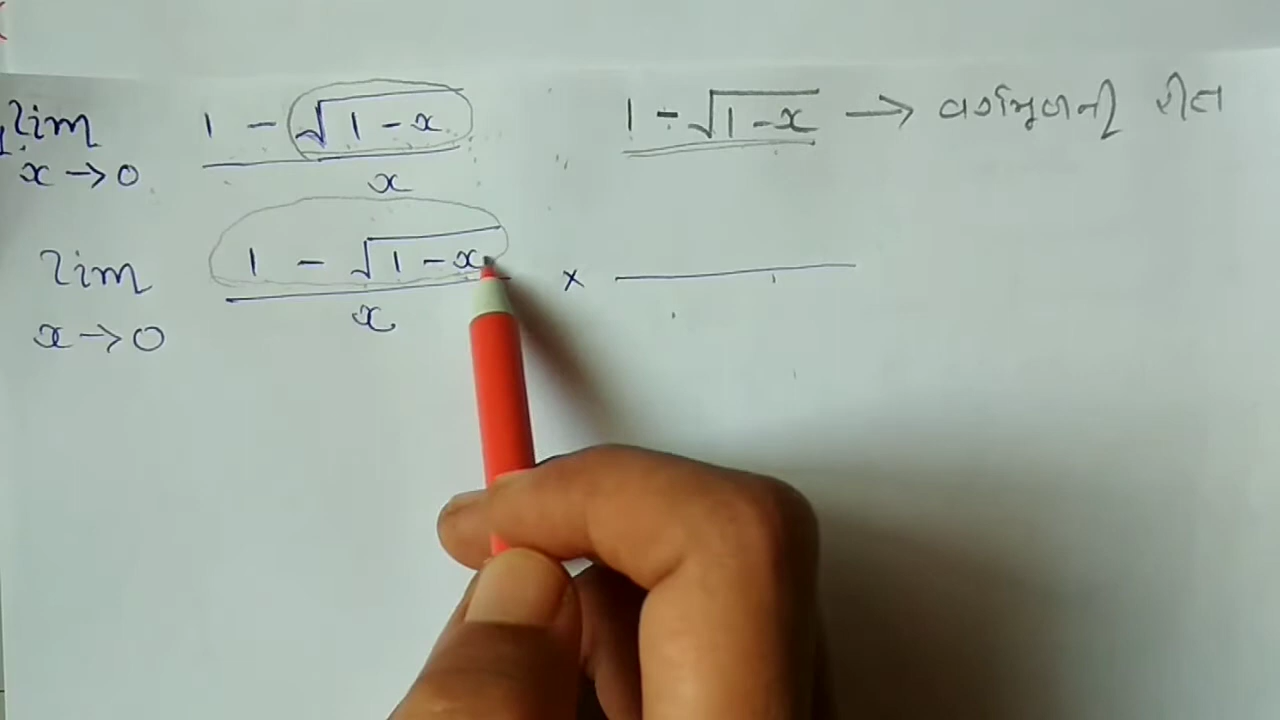 lim 1 - √1-x 1 - √1-x → વર્ગમુળની રીત
x→0 x
lim 1 - √1-x ×
x→0 x